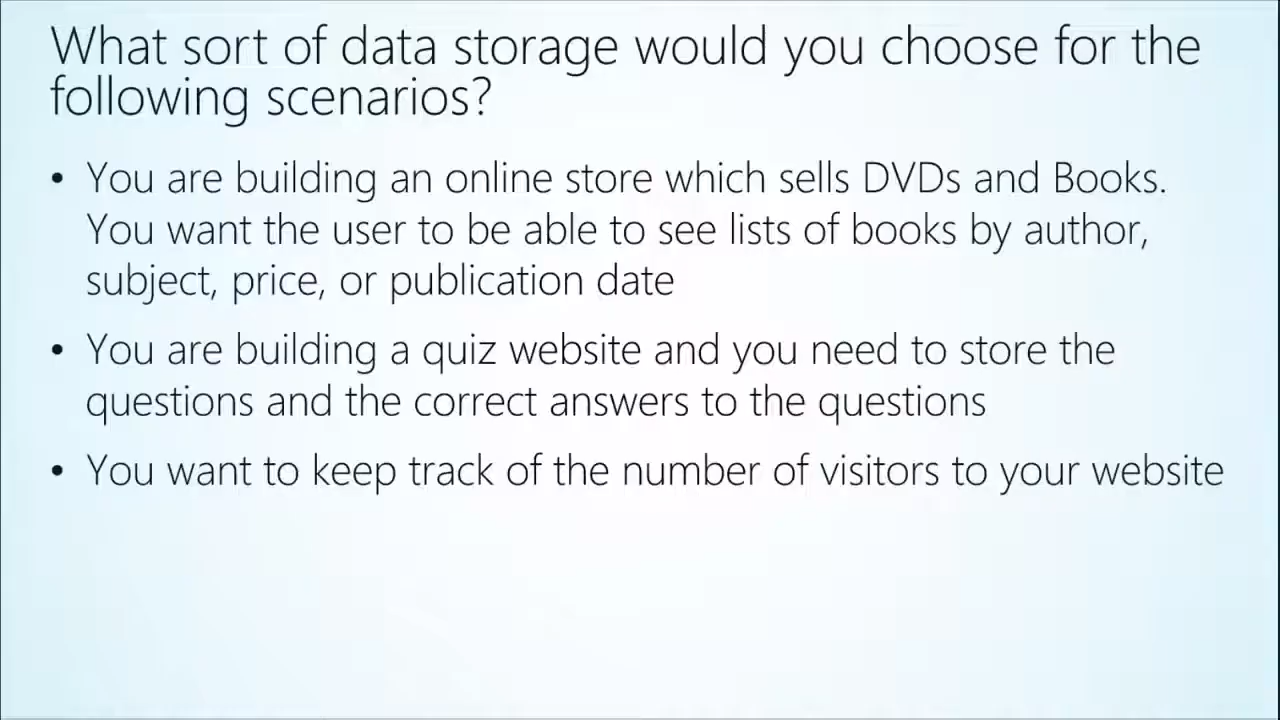 What sort of data storage would you choose for the
following scenarios?
• You are building an online store which sells DVDs and Books.
You want the user to be able to see lists of books by author,
subject, price, or publication date
• You are building a quiz website and you need to store the
questions and the correct answers to the questions
• You want to keep track of the number of visitors to your website